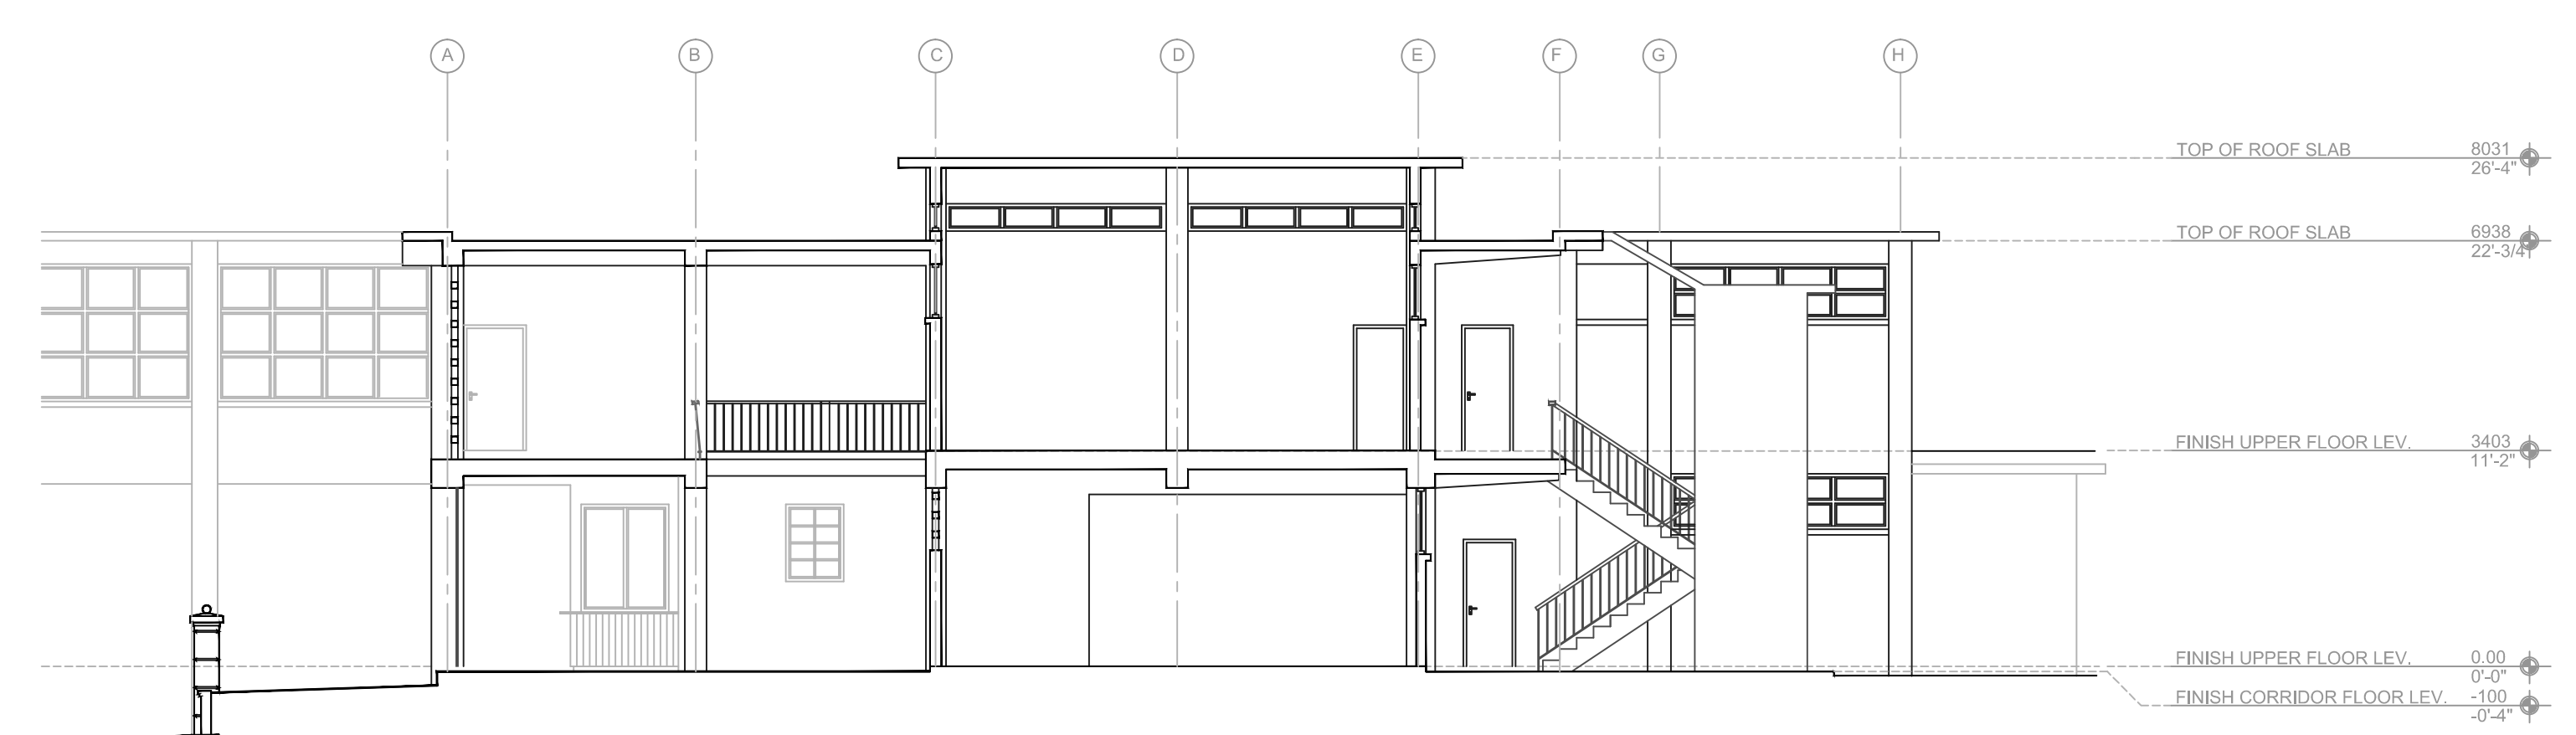 A B C D E F G H
TOP OF ROOF SLAB 8031
26'-4"
TOP OF ROOF SLAB 6938
22'-3/4"
FINISH UPPER FLOOR LEV. 3403
11'-2"
FINISH UPPER FLOOR LEV. 0.00
0'-0"
FINISH CORRIDOR FLOOR LEV. -100
-0'-4"